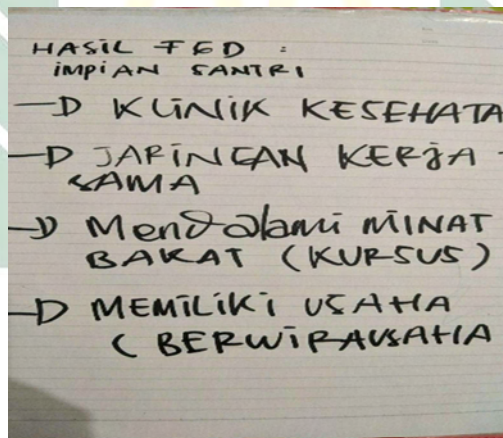 HASIL FGD :
IMPIAN SANTRI
KLINIK KESEHATA
JARINGAN KERJA
SAMA
Mendalami MINAT
BAKAT (KURSUS)
MEMILIKI USAHA
( BERWIRAUSAHA